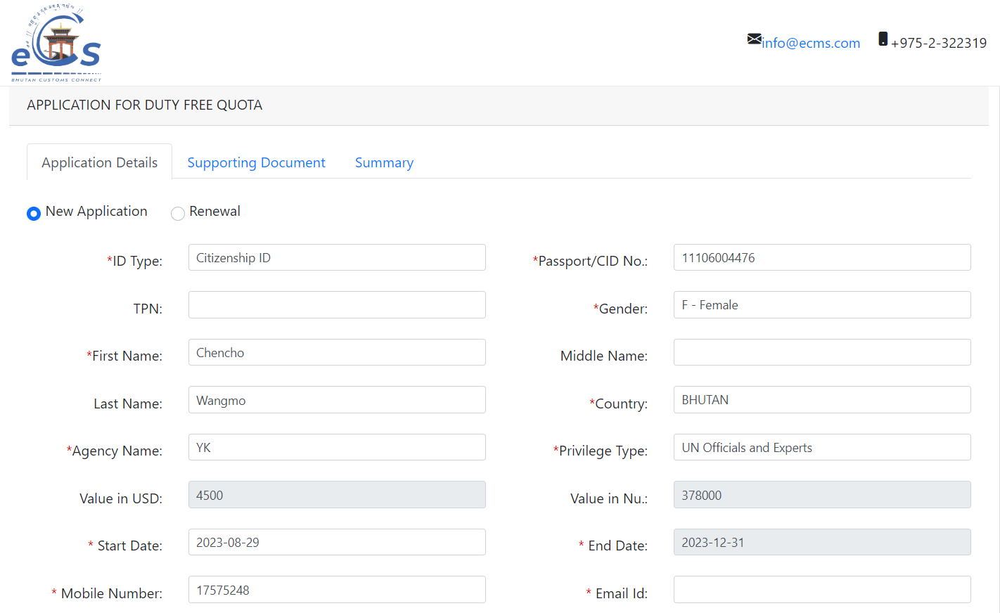 eCS
BHUTAN CUSTOMS CONNECT
info@ecms.com +975-2-322319
APPLICATION FOR DUTY FREE QUOTA
Application Details Supporting Document Summary
New Application Renewal
*ID Type: Citizenship ID *Passport/CID No.: 11106004476
TPN: *Gender: F - Female
*First Name: Chencho Middle Name:
Last Name: Wangmo *Country: BHUTAN
*Agency Name: YK *Privilege Type: UN Officials and Experts
Value in USD: 4500 Value in Nu.: 378000
* Start Date: 2023-08-29 * End Date: 2023-12-31
* Mobile Number: 17575248 * Email Id: